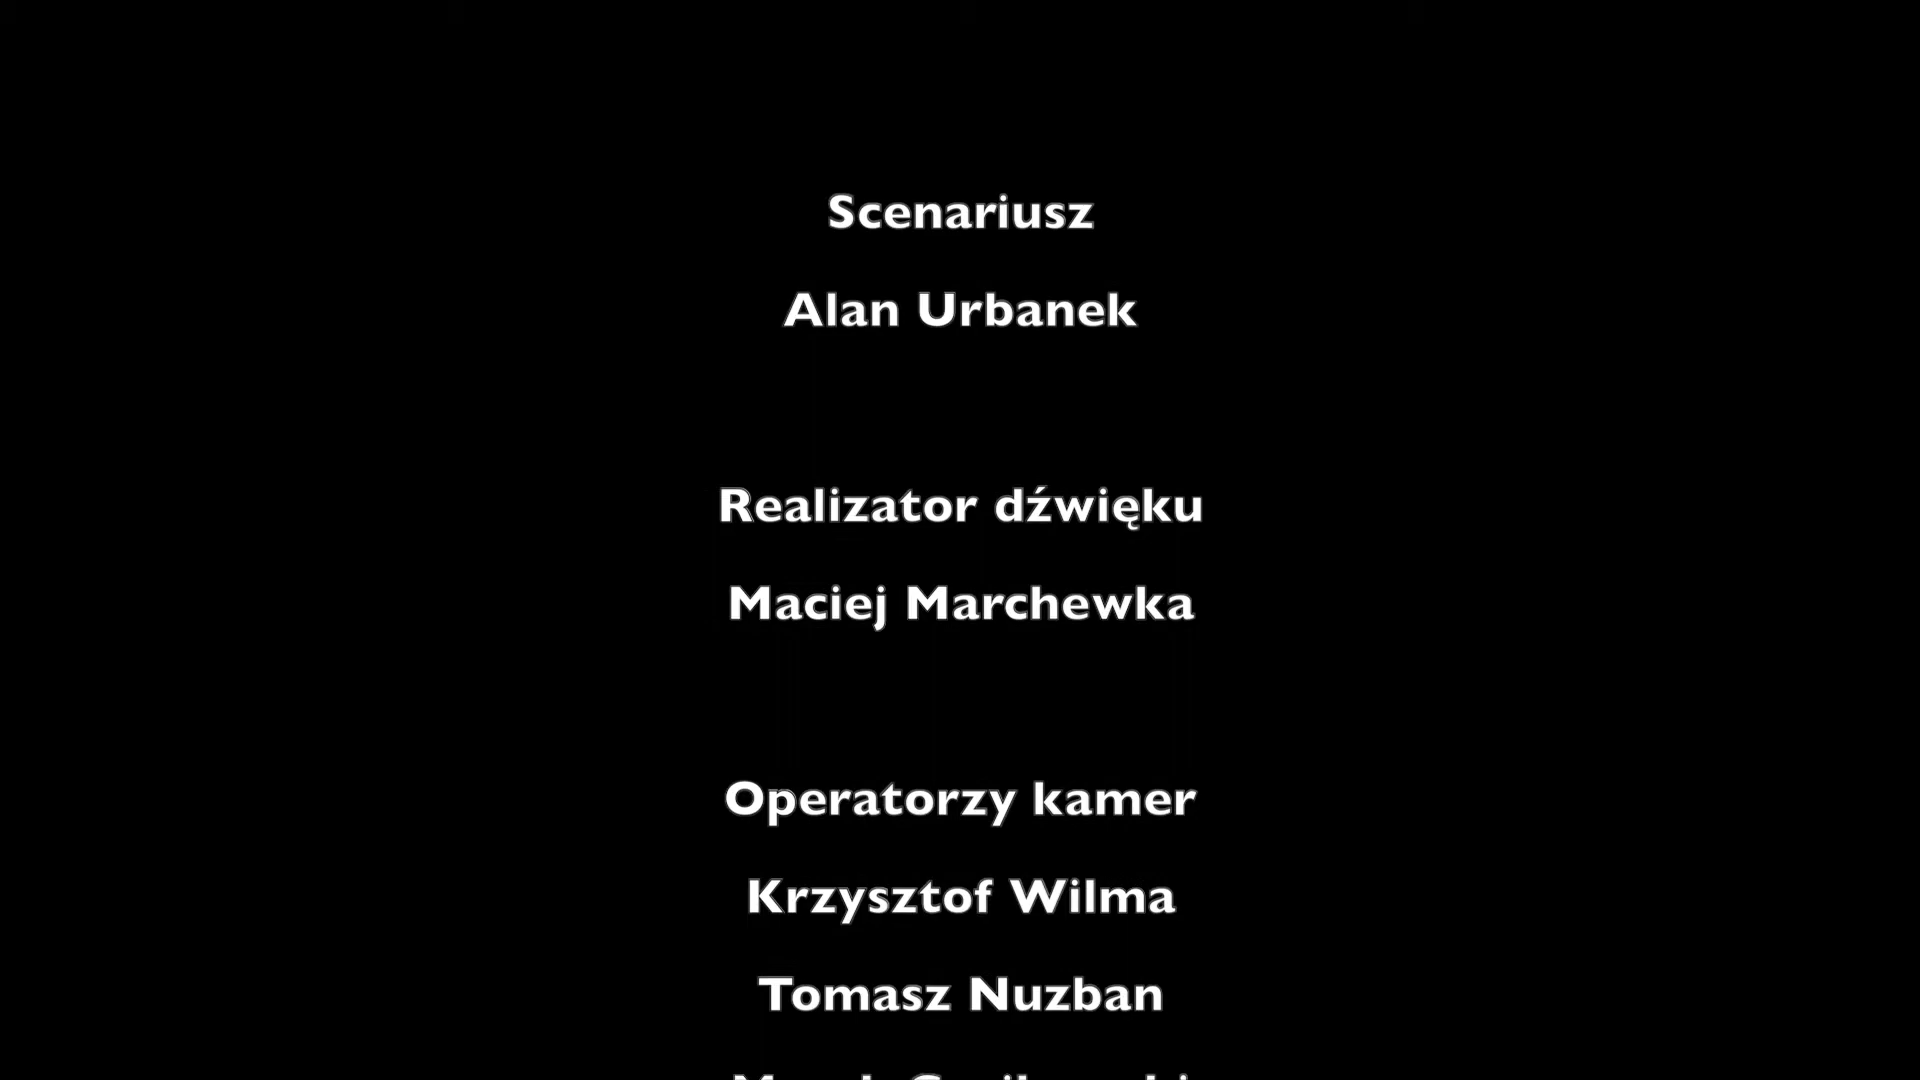 Scenariusz
Alan Urbanek
Realizator dźwięku
Maciej Marchewka
Operatorzy kamer
Krzysztof Wilma
Tomasz Nuzban